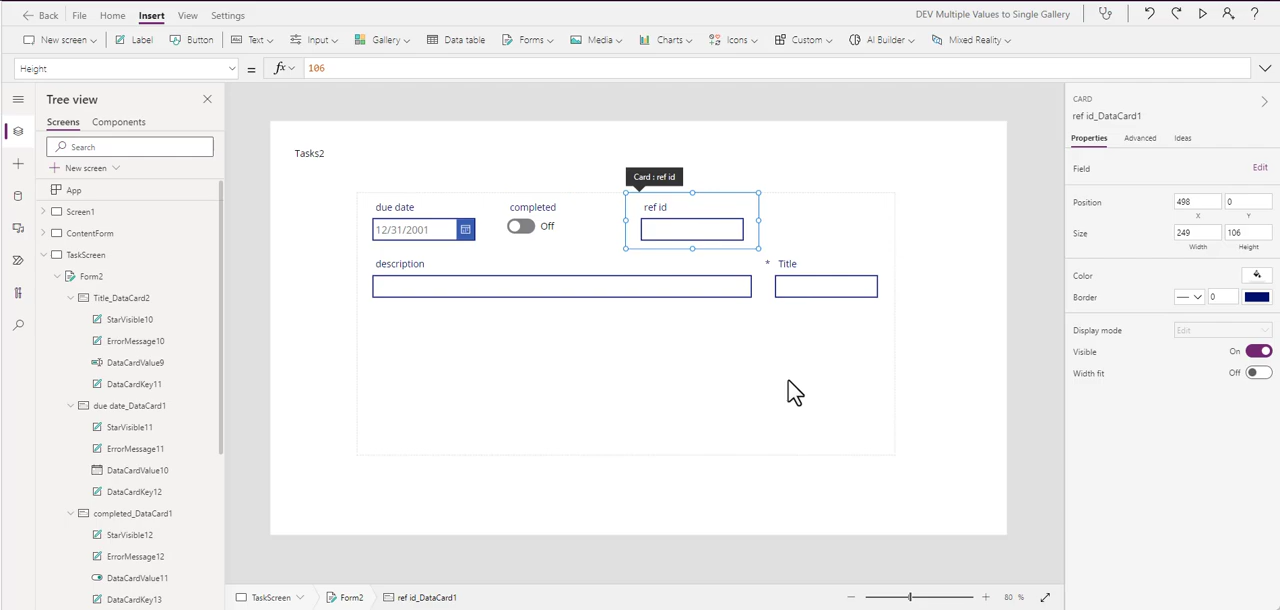 Back File Home Insert View Settings DEV Multiple Values to Single Gallery ?
New screen Label Button Text Input Gallery Data table Forms Media Charts Icons Custom AI Builder Mixed Reality
Height = fx 106
Tree view
Screens Components
Search
New screen
App
Screen1
ContentForm
TaskScreen
Form2
Title_DataCard2
StarVisible10
ErrorMessage10
DataCardValue9
DataCardKey11
due date_DataCard1
StarVisible11
ErrorMessage11
DataCardValue10
DataCardKey12
completed_DataCard1
StarVisible12
ErrorMessage12
DataCardValue11
DataCardKey13
Tasks2
Card : ref id
due date completed ref id
12/31/2001 Off
description * Title
TaskScreen Form2 ref id_DataCard1 80 %
CARD
ref id_DataCard1
Properties Advanced Ideas
Field Edit
Position 498 0
X Y
Size 249 106
Width Height
Color
Border 0
Display mode Edit
Visible On
Width fit Off